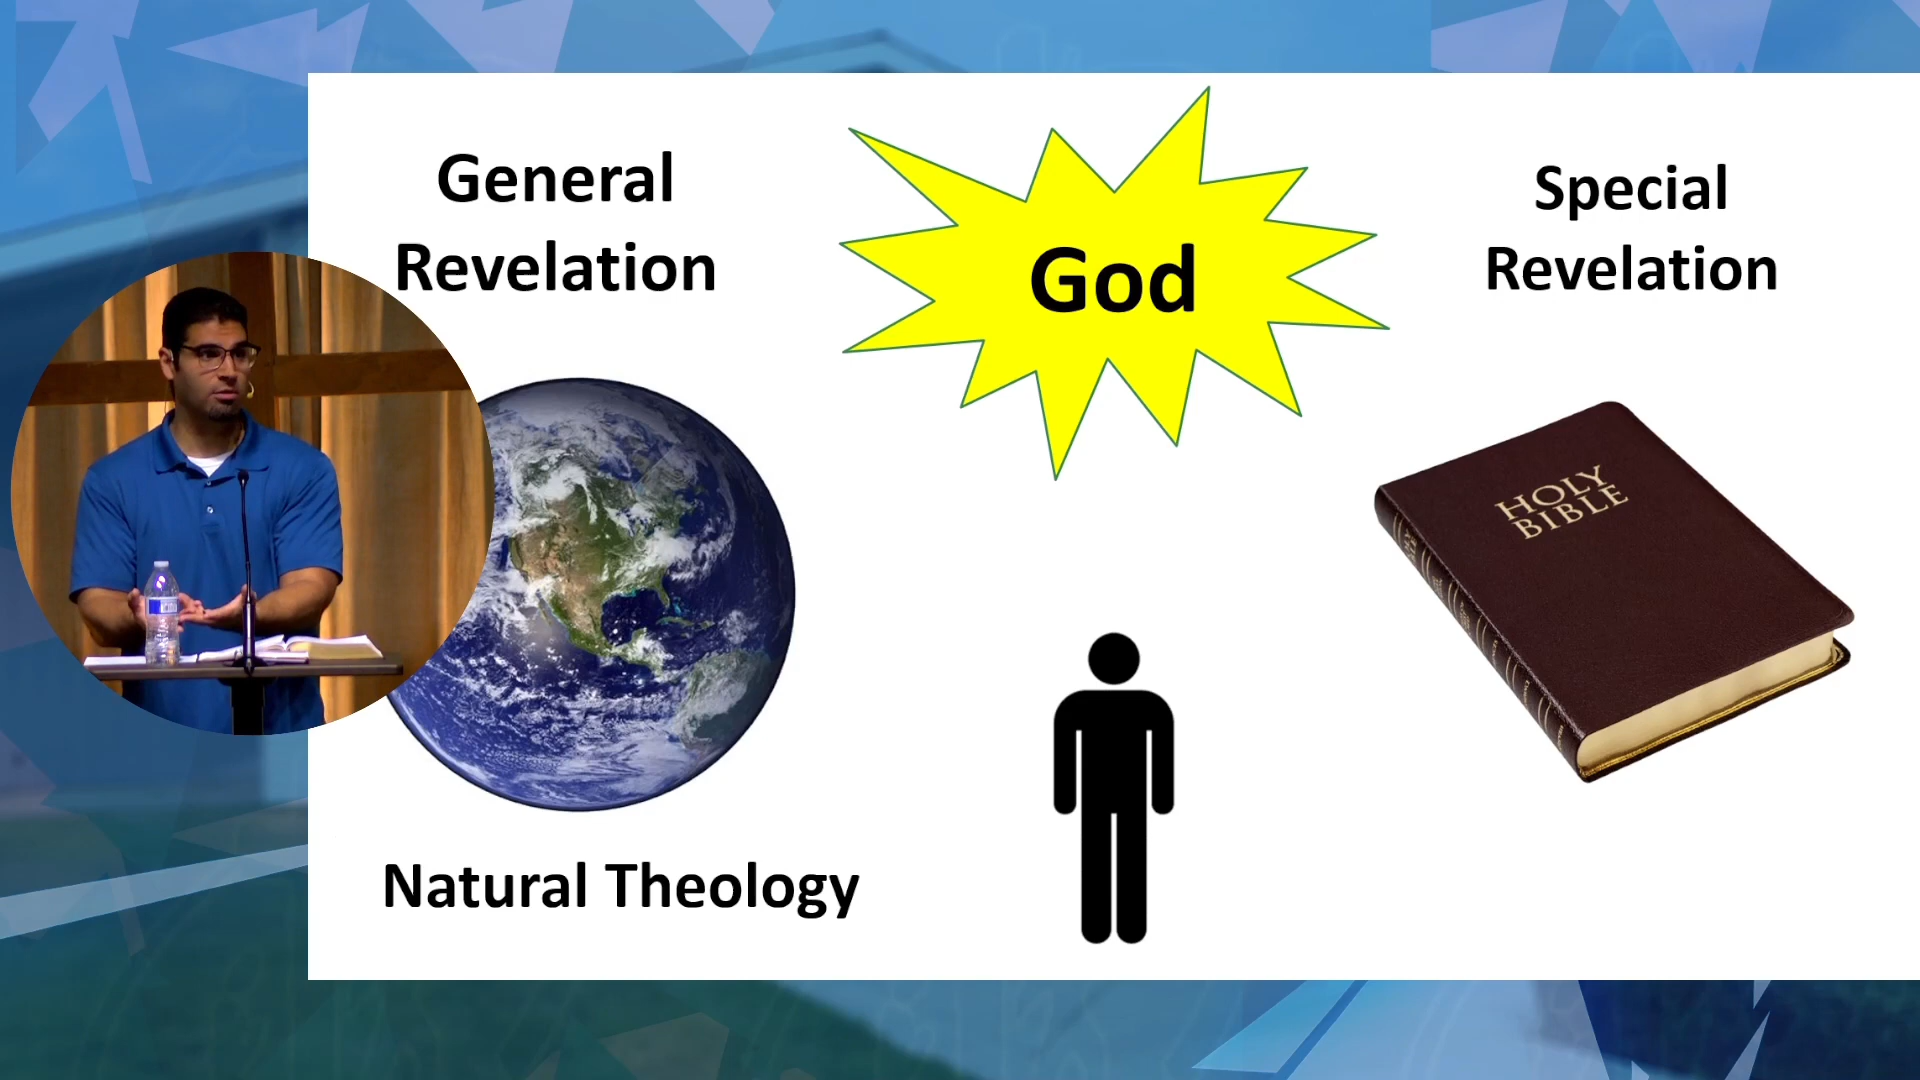 General
Revelation
God
Special
Revelation
HOLY
BIBLE
Natural Theology